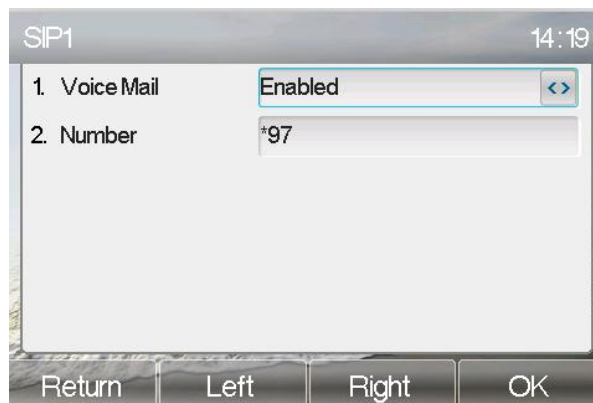 SIP1 14:19
1. Voice Mail Enabled <>
2. Number *97
Return Left Right OK